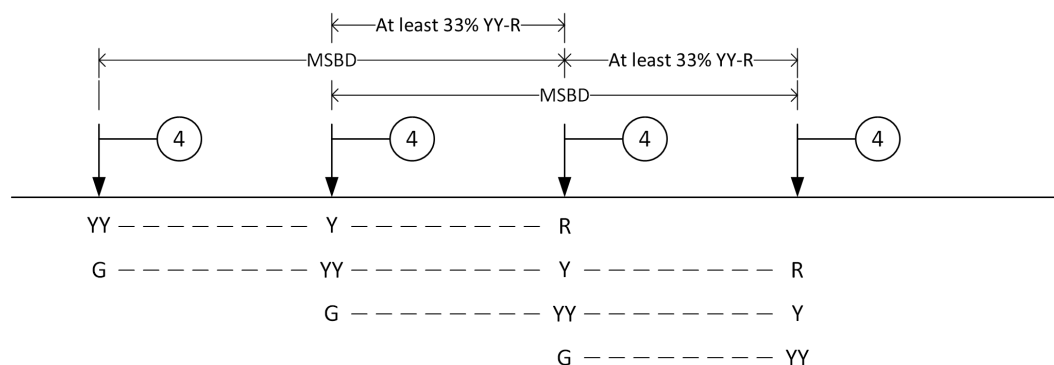 At least 33% YY-R
MSBD At least 33% YY-R
MSBD
4 4 4 4
YY Y R
G YY Y R
G YY Y
G YY